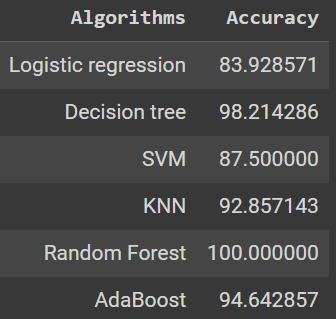 Algorithms Accuracy
Logistic regression 83.928571
Decision tree 98.214286
SVM 87.500000
KNN 92.857143
Random Forest 100.000000
AdaBoost 94.642857